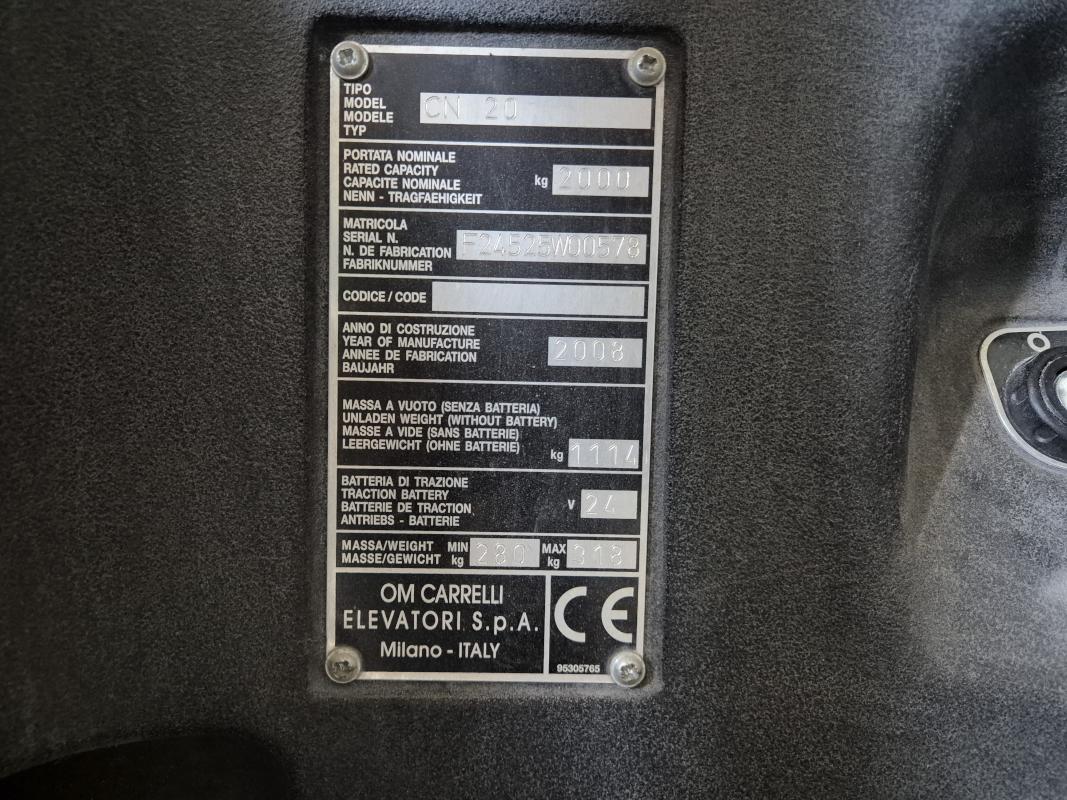 TIPO
MODEL
MODELE
TYP
CN 20
PORTATA NOMINALE
RATED CAPACITY
CAPACITE NOMINALE
NENN - TRAGFAEHIGKEIT
kg 2000
MATRICOLA
SERIAL N.
N. DE FABRICATION
FABRIKNUMMER
F24525W00578
CODICE / CODE
ANNO DI COSTRUZIONE
YEAR OF MANUFACTURE
ANNEE DE FABRICATION
BAUJAHR
2008
MASSA A VUOTO (SENZA BATTERIA)
UNLADEN WEIGHT (WITHOUT BATTERY)
MASSE A VIDE (SANS BATTERIE)
LEERGEWICHT (OHNE BATTERIE)
kg 1114
BATTERIA DI TRAZIONE
TRACTION BATTERY
BATTERIE DE TRACTION
ANTRIEBS - BATTERIE
V 24
MASSA/WEIGHT
MASSE/GEWICHT
MIN
kg 280
MAX
kg 318
OM CARRELLI
ELEVATORI S.p.A.
Milano - ITALY
CE
95305765